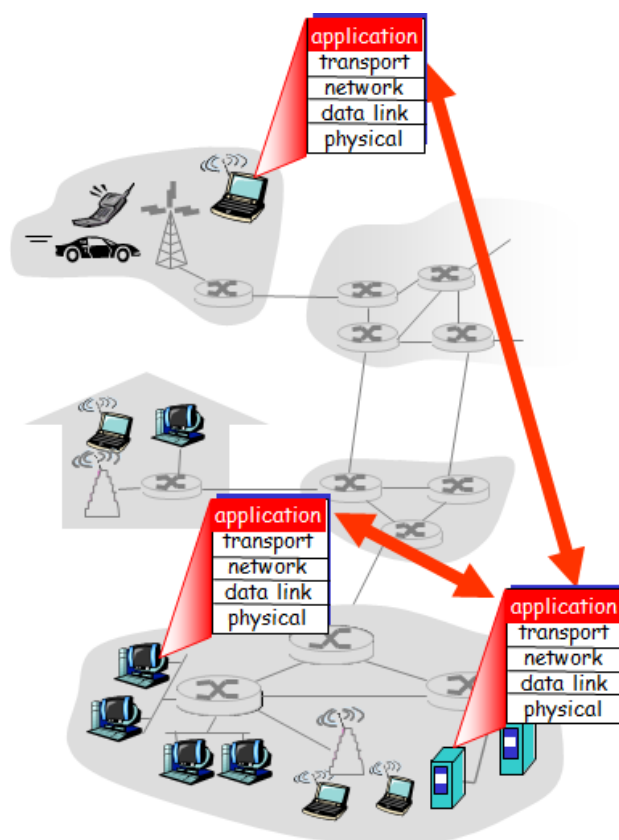 application
transport
network
data link
physical
application
transport
network
data link
physical
application
transport
network
data link
physical